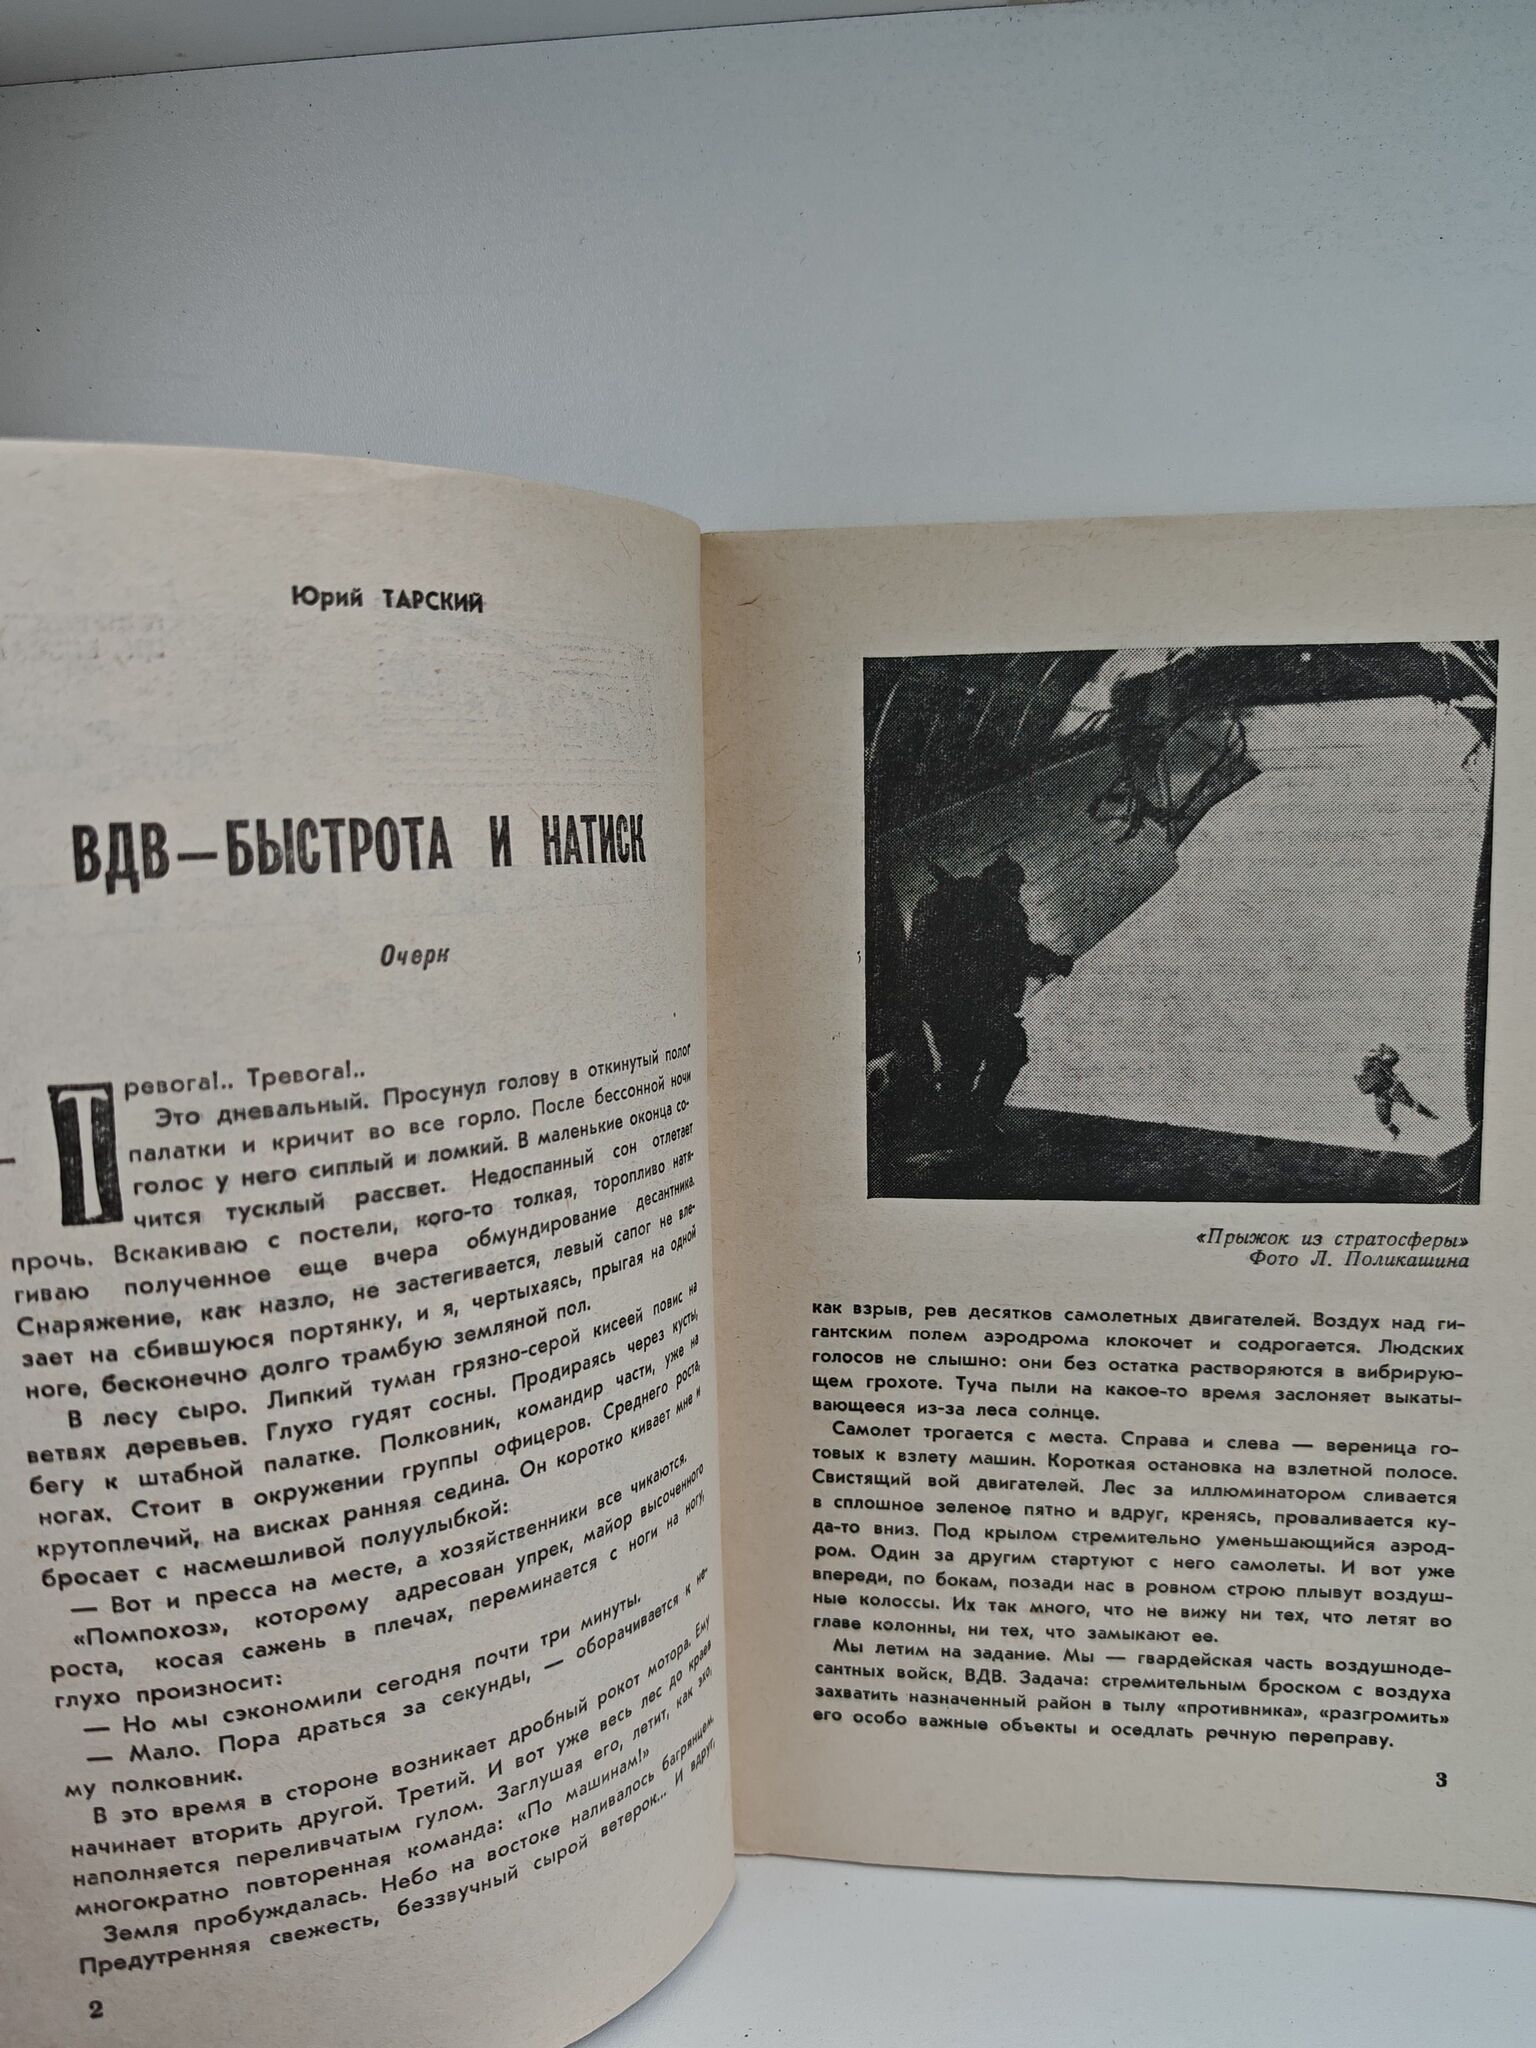 Юрий ТАРСКИЙ
ВДВ — БЫСТРОТА И НАТИСК
Очерк
Тревога!.. Тревога!..
Это дневальный. Просунул голову в откинутый полог
палатки и кричит во все горло. После бессонной ночи
голос у него сиплый и ломкий. В маленькие оконца со-
чится тусклый рассвет. Недоспанный сон отлетает
прочь. Вскакиваю с постели, кого-то толкая, торопливо натя-
гиваю полученное еще вчера обмундирование десантника.
Снаряжение, как назло, не застегивается, левый сапог не вле-
зает на сбившуюся портянку, и я, чертыхаясь, прыгая на одной
ноге, бесконечно долго трамбую земляной пол.
В лесу сыро. Липкий туман грязно-серой кисеей повис на
ветвях деревьев. Глухо гудят сосны. Продираясь через кусты,
бегу к штабной палатке. Полковник, командир части, уже на
ногах. Стоит в окружении группы офицеров. Среднего роста,
крутоплечий, на висках ранняя седина. Он коротко кивает мне и
бросает с насмешливой полуулыбкой:
— Вот и пресса на месте, а хозяйственники все чикаются.
«Помпохоз», которому адресован упрек, майор высоченного
роста, косая сажень в плечах, переминается с ноги на ногу,
глухо произносит:
— Но мы сэкономили сегодня почти три минуты.
— Мало. Пора драться за секунды, — оборачивается к не-
му полковник.
В это время в стороне возникает дробный рокот мотора. Ему
начинает вторить другой. Третий. И вот уже весь лес до краев
наполняется переливчатым гулом. Заглушая его, летит, как эхо,
многократно повторенная команда: «По машинам!»
Земля пробуждалась. Небо на востоке наливалось багрянцем.
Предутренняя свежесть, беззвучный сырой ветерок... И вдруг,
2
«Прыжок из стратосферы»
Фото Л. Поликашина
как взрыв, рев десятков самолетных двигателей. Воздух над ги-
гантским полем аэродрома клокочет и содрогается. Людских
голосов не слышно: они без остатка растворяются в вибрирую-
щем грохоте. Туча пыли на какое-то время заслоняет выкаты-
вающееся из-за леса солнце.
Самолет трогается с места. Справа и слева — вереница го-
товых к взлету машин. Короткая остановка на взлетной полосе.
Свистящий вой двигателей. Лес за иллюминатором сливается
в сплошное зеленое пятно и вдруг, кренясь, проваливается ку-
да-то вниз. Под крылом стремительно уменьшающийся аэрод-
ром. Один за другим стартуют с него самолеты. И вот уже
впереди, по бокам, позади нас в ровном строю плывут воздуш-
ные колоссы. Их так много, что не вижу ни тех, что летят во
главе колонны, ни тех, что замыкают ее.
Мы летим на задание. Мы — гвардейская часть воздушноде-
сантных войск, ВДВ. Задача: стремительным броском с воздуха
захватить назначенный район в тылу «противника», «разгромить»
его особо важные объекты и оседлать речную переправу.
3